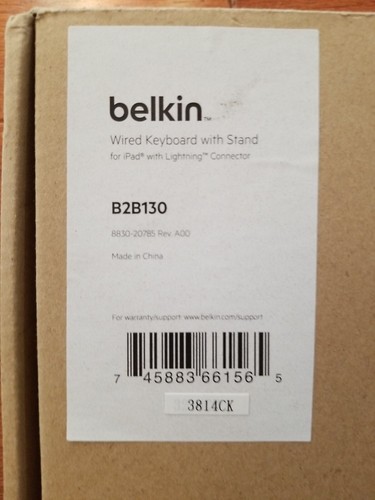 belkin™
Wired Keyboard with Stand
for iPad® with Lightning™ Connector
B2B130
8830-20785 Rev. A00
Made in China
For warranty/support: www.belkin.com/support
7 45883 66156 5
3814CK